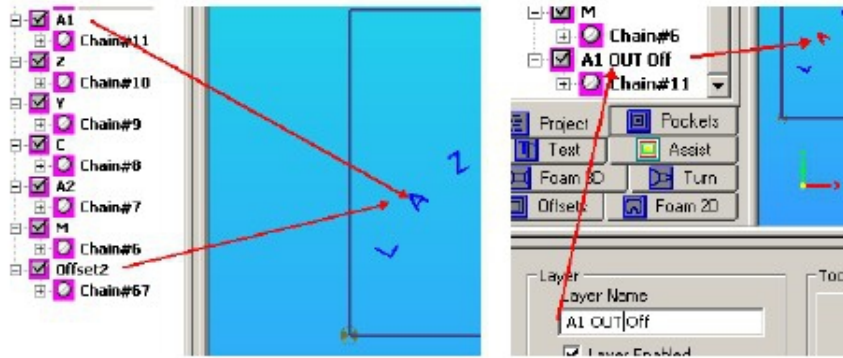 A1
Chain#11
Z
Chain#10
Y
Chain#9
C
Chain#8
A2
Chain#7
M
Chain#6
Offset2
Chain#67
Z
A
M
Chain#6
A1 OUT Off
Chain#11
Project
Pockets
Text
Assist
Foam 3D
Turn
Offsets
Foam 2D
Layer
Layer Name
A1 OUT Off
Layer Enabled